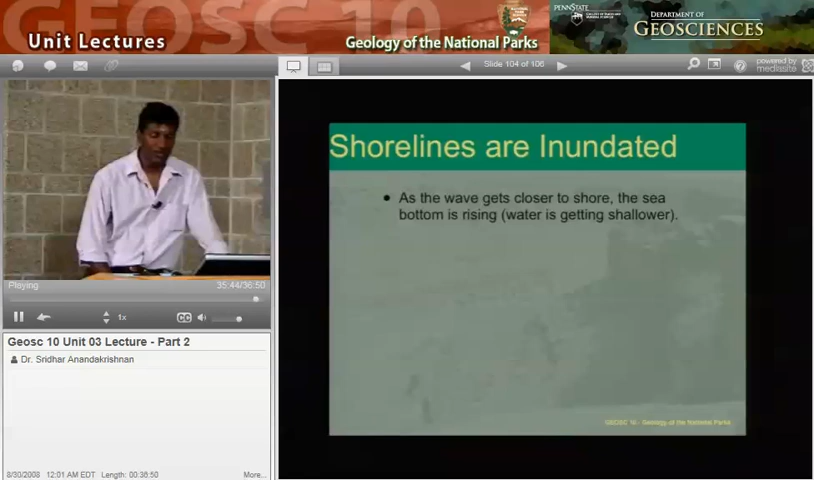 GEOSC 10
Unit Lectures
Geology of the National Parks
PENNSTATE
DEPARTMENT OF
GEOSCIENCES
Slide 104 of 106
powered by
mediasite
Shorelines are Inundated
• As the wave gets closer to shore, the sea
bottom is rising (water is getting shallower).
GEOSC 10 - Geology of the National Parks
Playing
35:44/36:50
1x
CC
Geosc 10 Unit 03 Lecture - Part 2
Dr. Sridhar Anandakrishnan
8/30/2008 12:01 AM EDT Length: 00:36:50
More...